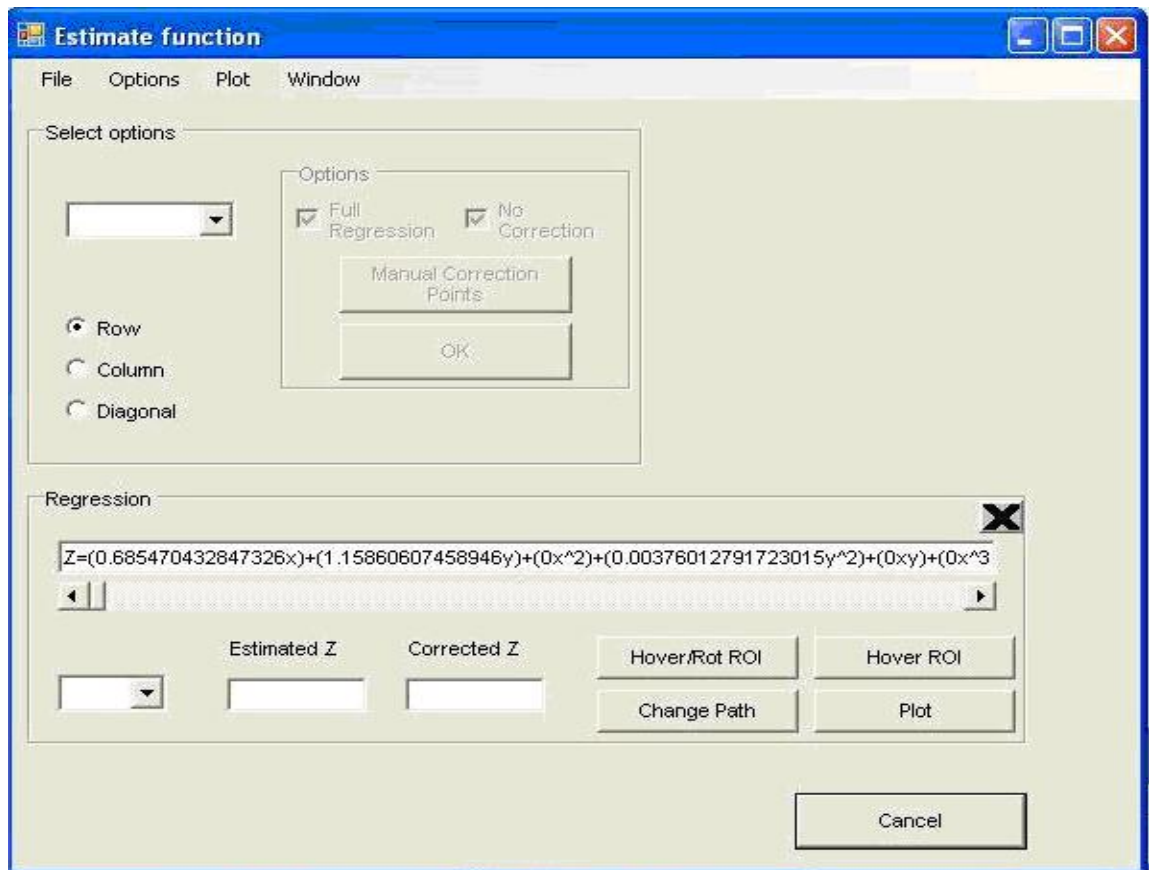 Estimate function
File Options Plot Window
Select options
Options
Full Regression
No Correction
Manual Correction Points
OK
Row
Column
Diagonal
Regression
Z=(0.685470432847326x)+(1.15860607458946y)+(0x^2)+(0.00376012791723015y^2)+(0xy)+(0x^3
Estimated Z Corrected Z
Hover/Rot ROI Hover ROI
Change Path Plot
Cancel